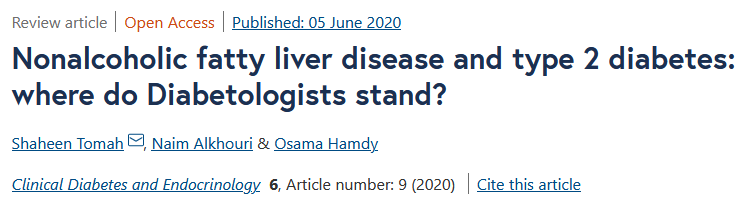 Review article | Open Access | Published: 05 June 2020
Nonalcoholic fatty liver disease and type 2 diabetes:
where do Diabetologists stand?
Shaheen Tomah, Naim Alkhouri & Osama Hamdy
Clinical Diabetes and Endocrinology 6, Article number: 9 (2020) | Cite this article